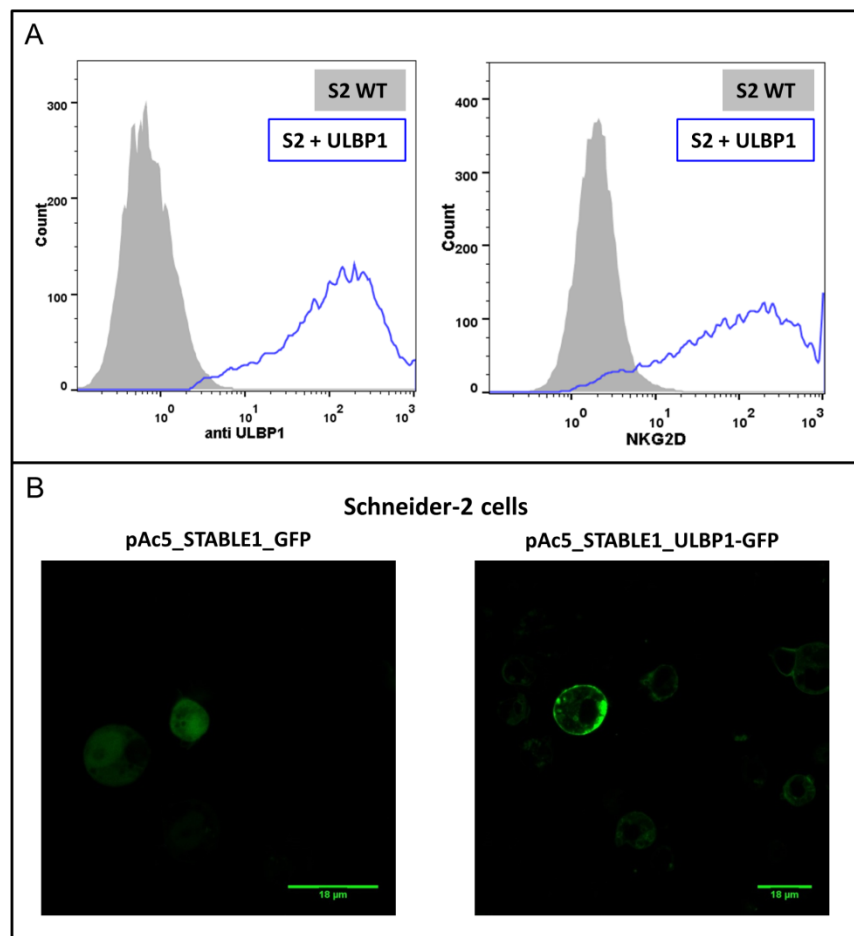 A
S2 WT
S2 + ULBP1
300
200
100
0
Count
10^0
10^1
10^2
10^3
anti ULBP1
S2 WT
S2 + ULBP1
400
300
200
100
0
Count
10^0
10^1
10^2
10^3
NKG2D
B
Schneider-2 cells
pAc5_STABLE1_GFP
pAc5_STABLE1_ULBP1-GFP
18 µm
18 µm